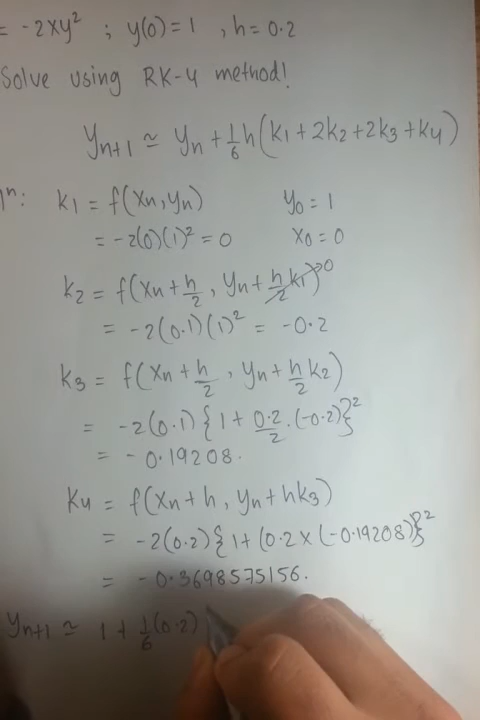 = -2xy² ; y(0)=1 , h=0.2
Solve using RK-4 method!
yn+1 ≃ yn + 1/6 h(k1+2k2+2k3+k4)
n: k1 = f(xn,yn) y0 = 1
= -2(0)(1)² = 0 x0 = 0
k2 = f(xn + h/2 , yn + h/2 k1) 0
= -2(0.1)(1)² = -0.2
k3 = f(xn + h/2 , yn + h/2 k2)
= -2(0.1){1 + 0.2/2 . (-0.2)}²
= -0.19208.
k4 = f(xn + h , yn + hk3)
= -2(0.2){1 + (0.2 x (-0.19208)}²
= -0.3698575156.
yn+1 ≃ 1 + 1/6 (0.2)